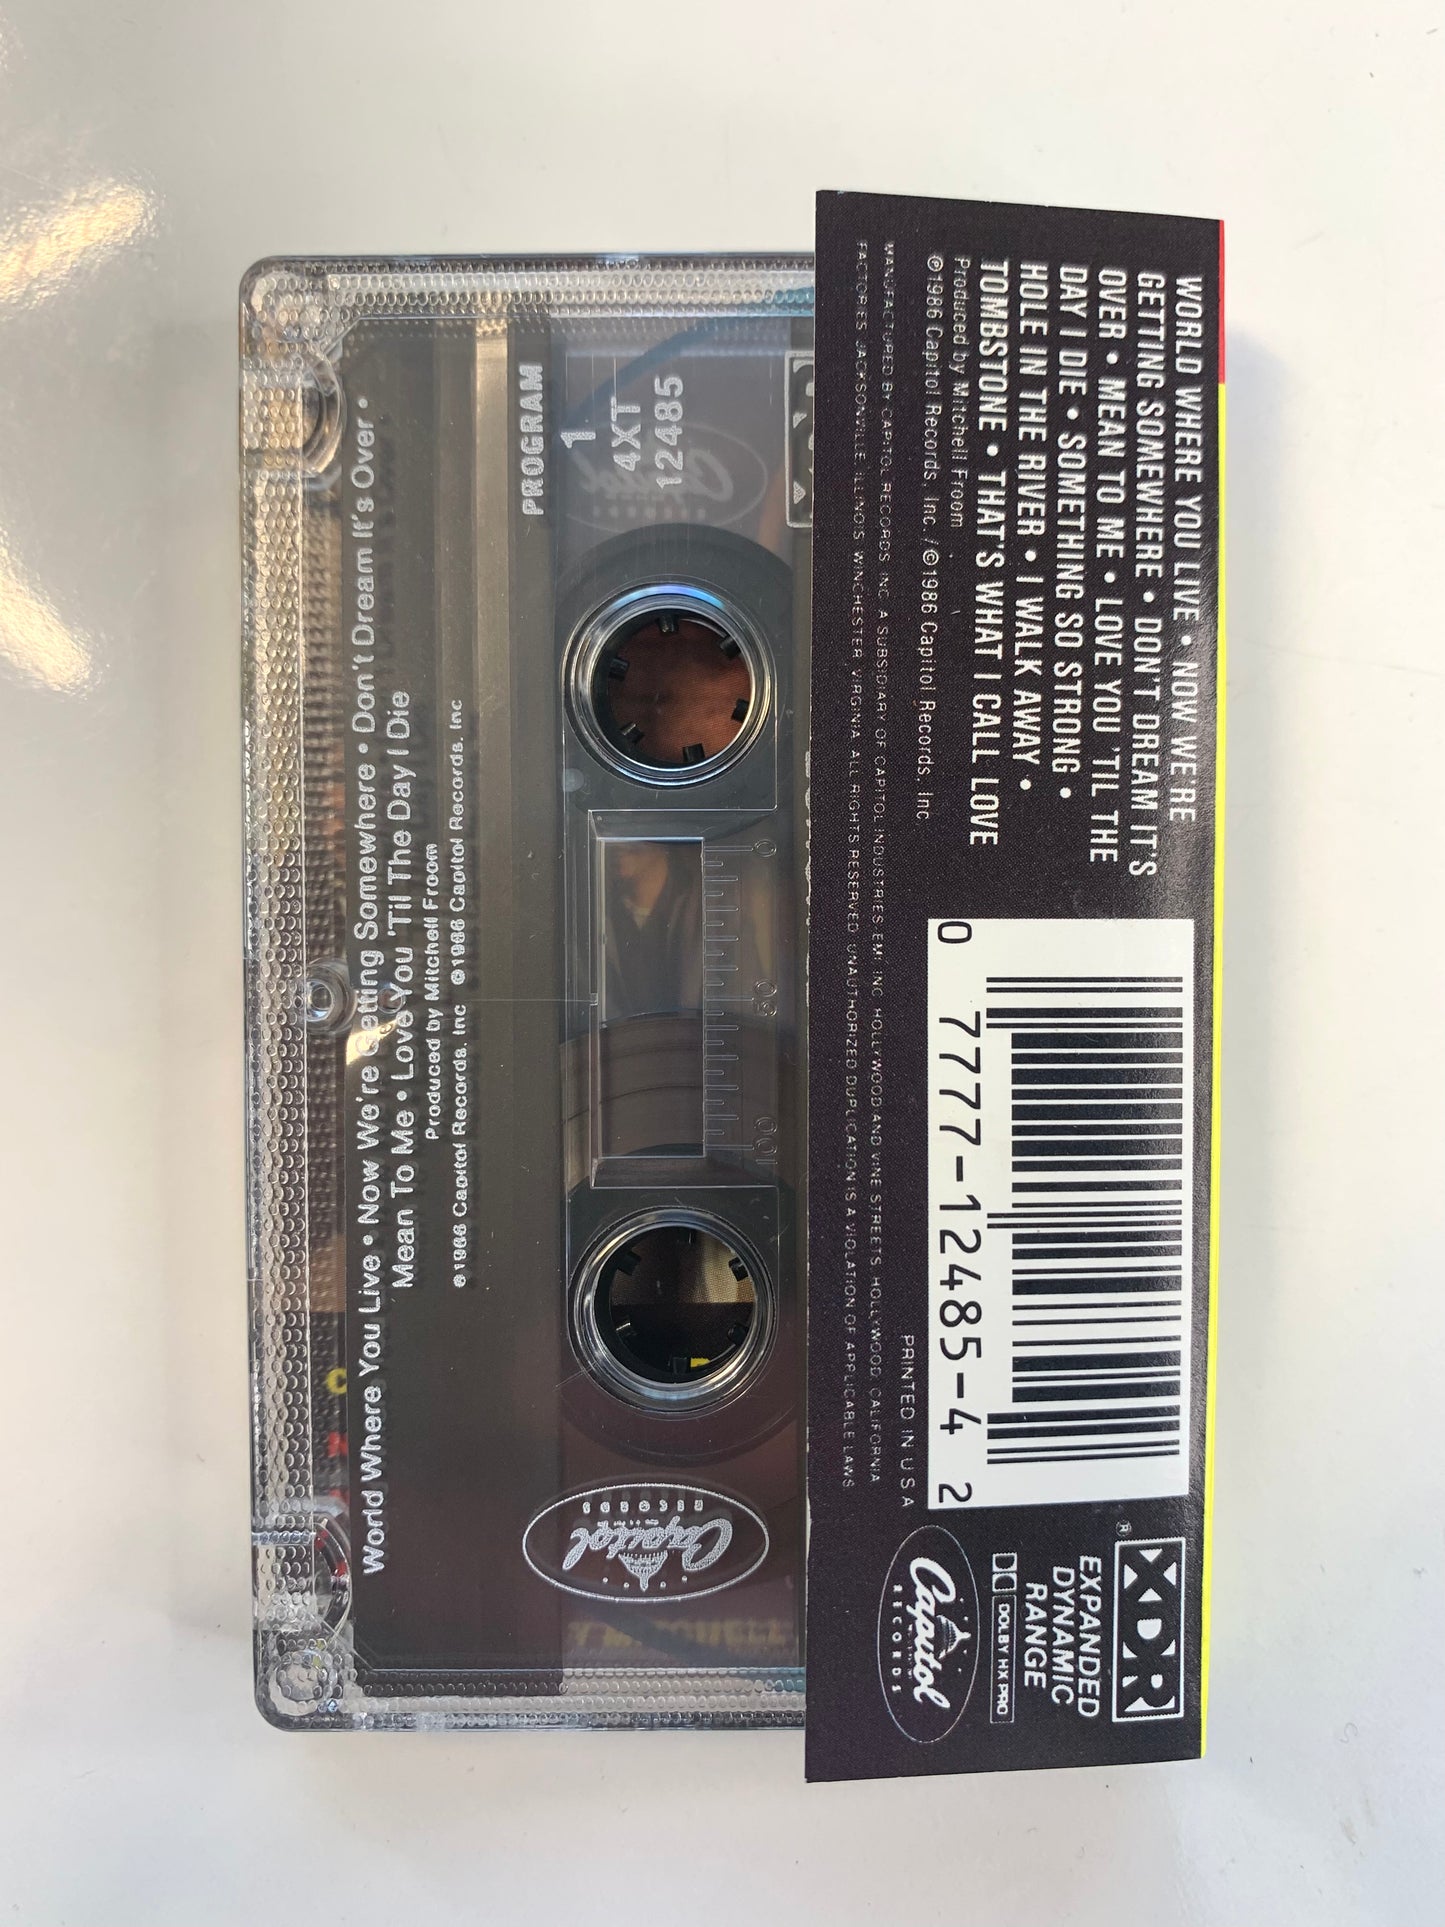 WORLD WHERE YOU LIVE • NOW WE'RE
GETTING SOMEWHERE • DON'T DREAM IT'S
OVER • MEAN TO ME • LOVE YOU 'TIL THE
DAY I DIE • SOMETHING SO STRONG •
HOLE IN THE RIVER • I WALK AWAY •
TOMBSTONE • THAT'S WHAT I CALL LOVE
Produced by Mitchell Froom
℗1986 Capitol Records, Inc. / ©1986 Capitol Records, Inc.
MANUFACTURED BY CAPITOL RECORDS, INC. A SUBSIDIARY OF CAPITOL INDUSTRIES EMI, INC. HOLLYWOOD AND VINE STREETS, HOLLYWOOD, CALIFORNIA
FACTORIES: JACKSONVILLE, ILLINOIS, WINCHESTER, VIRGINIA. ALL RIGHTS RESERVED. UNAUTHORIZED DUPLICATION IS A VIOLATION OF APPLICABLE LAWS.
PRINTED IN U S A
0 7777-12485-4 2
XDR®
EXPANDED
DYNAMIC
RANGE
DOLBY HX PRO
Capitol
RECORDS
PROGRAM
1
4XT
12485
0
50
100
Capitol
RECORDS
World Where You Live • Now We're Getting Somewhere • Don't Dream It's Over •
Mean To Me • Love You 'Til The Day I Die
Produced by Mitchell Froom
℗1986 Capitol Records, Inc ©1986 Capitol Records, Inc